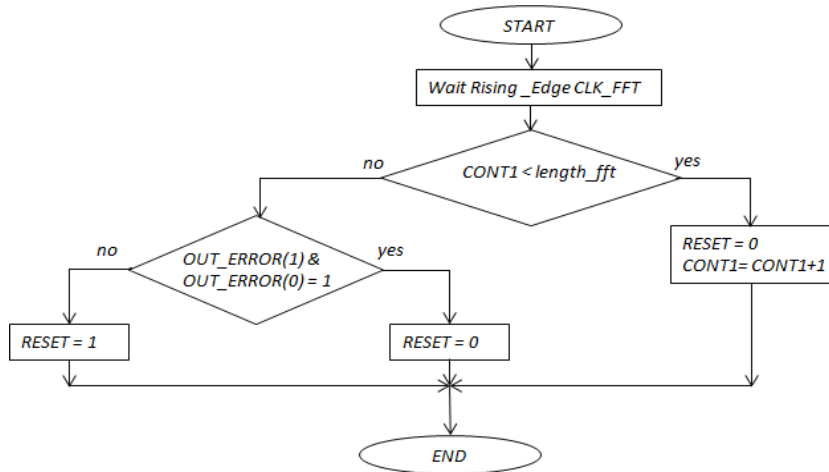 START
Wait Rising _Edge CLK_FFT
no
CONT1 < length_fft
yes
no
OUT_ERROR(1) &
OUT_ERROR(0) = 1
yes
RESET = 0
CONT1= CONT1+1
RESET = 1
RESET = 0
END